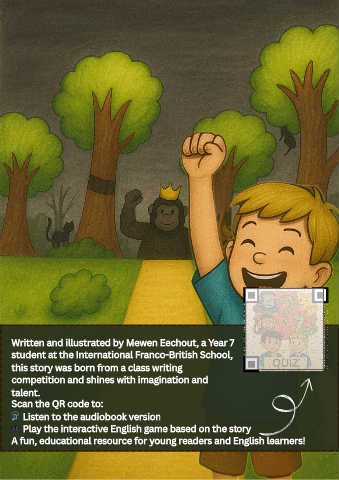 Written and illustrated by Mewen Eechout, a Year 7
student at the International Franco-British School,
this story was born from a class writing
competition and shines with imagination and
talent.
Scan the QR code to:
Listen to the audiobook version
Play the interactive English game based on the story
A fun, educational resource for young readers and English learners!
QUIZ